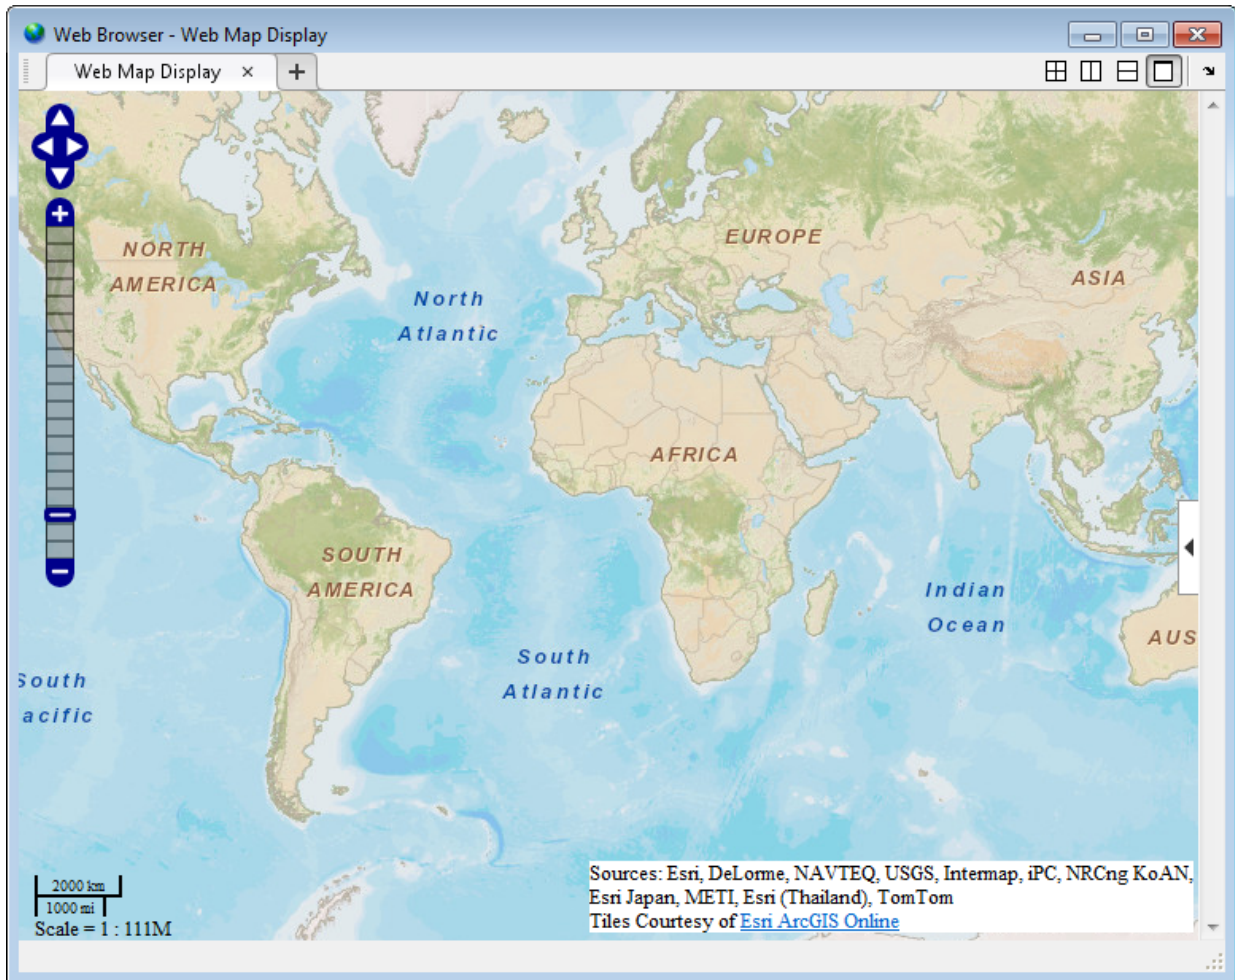 Web Browser - Web Map Display
Web Map Display
NORTH
AMERICA
EUROPE
ASIA
North
Atlantic
AFRICA
SOUTH
AMERICA
Indian
Ocean
AUS
South
Atlantic
South
acific
2000 km
1000 mi
Scale = 1 : 111M
Sources: Esri, DeLorme, NAVTEQ, USGS, Intermap, iPC, NRCng KoAN,
Esri Japan, METI, Esri (Thailand), TomTom
Tiles Courtesy of Esri ArcGIS Online